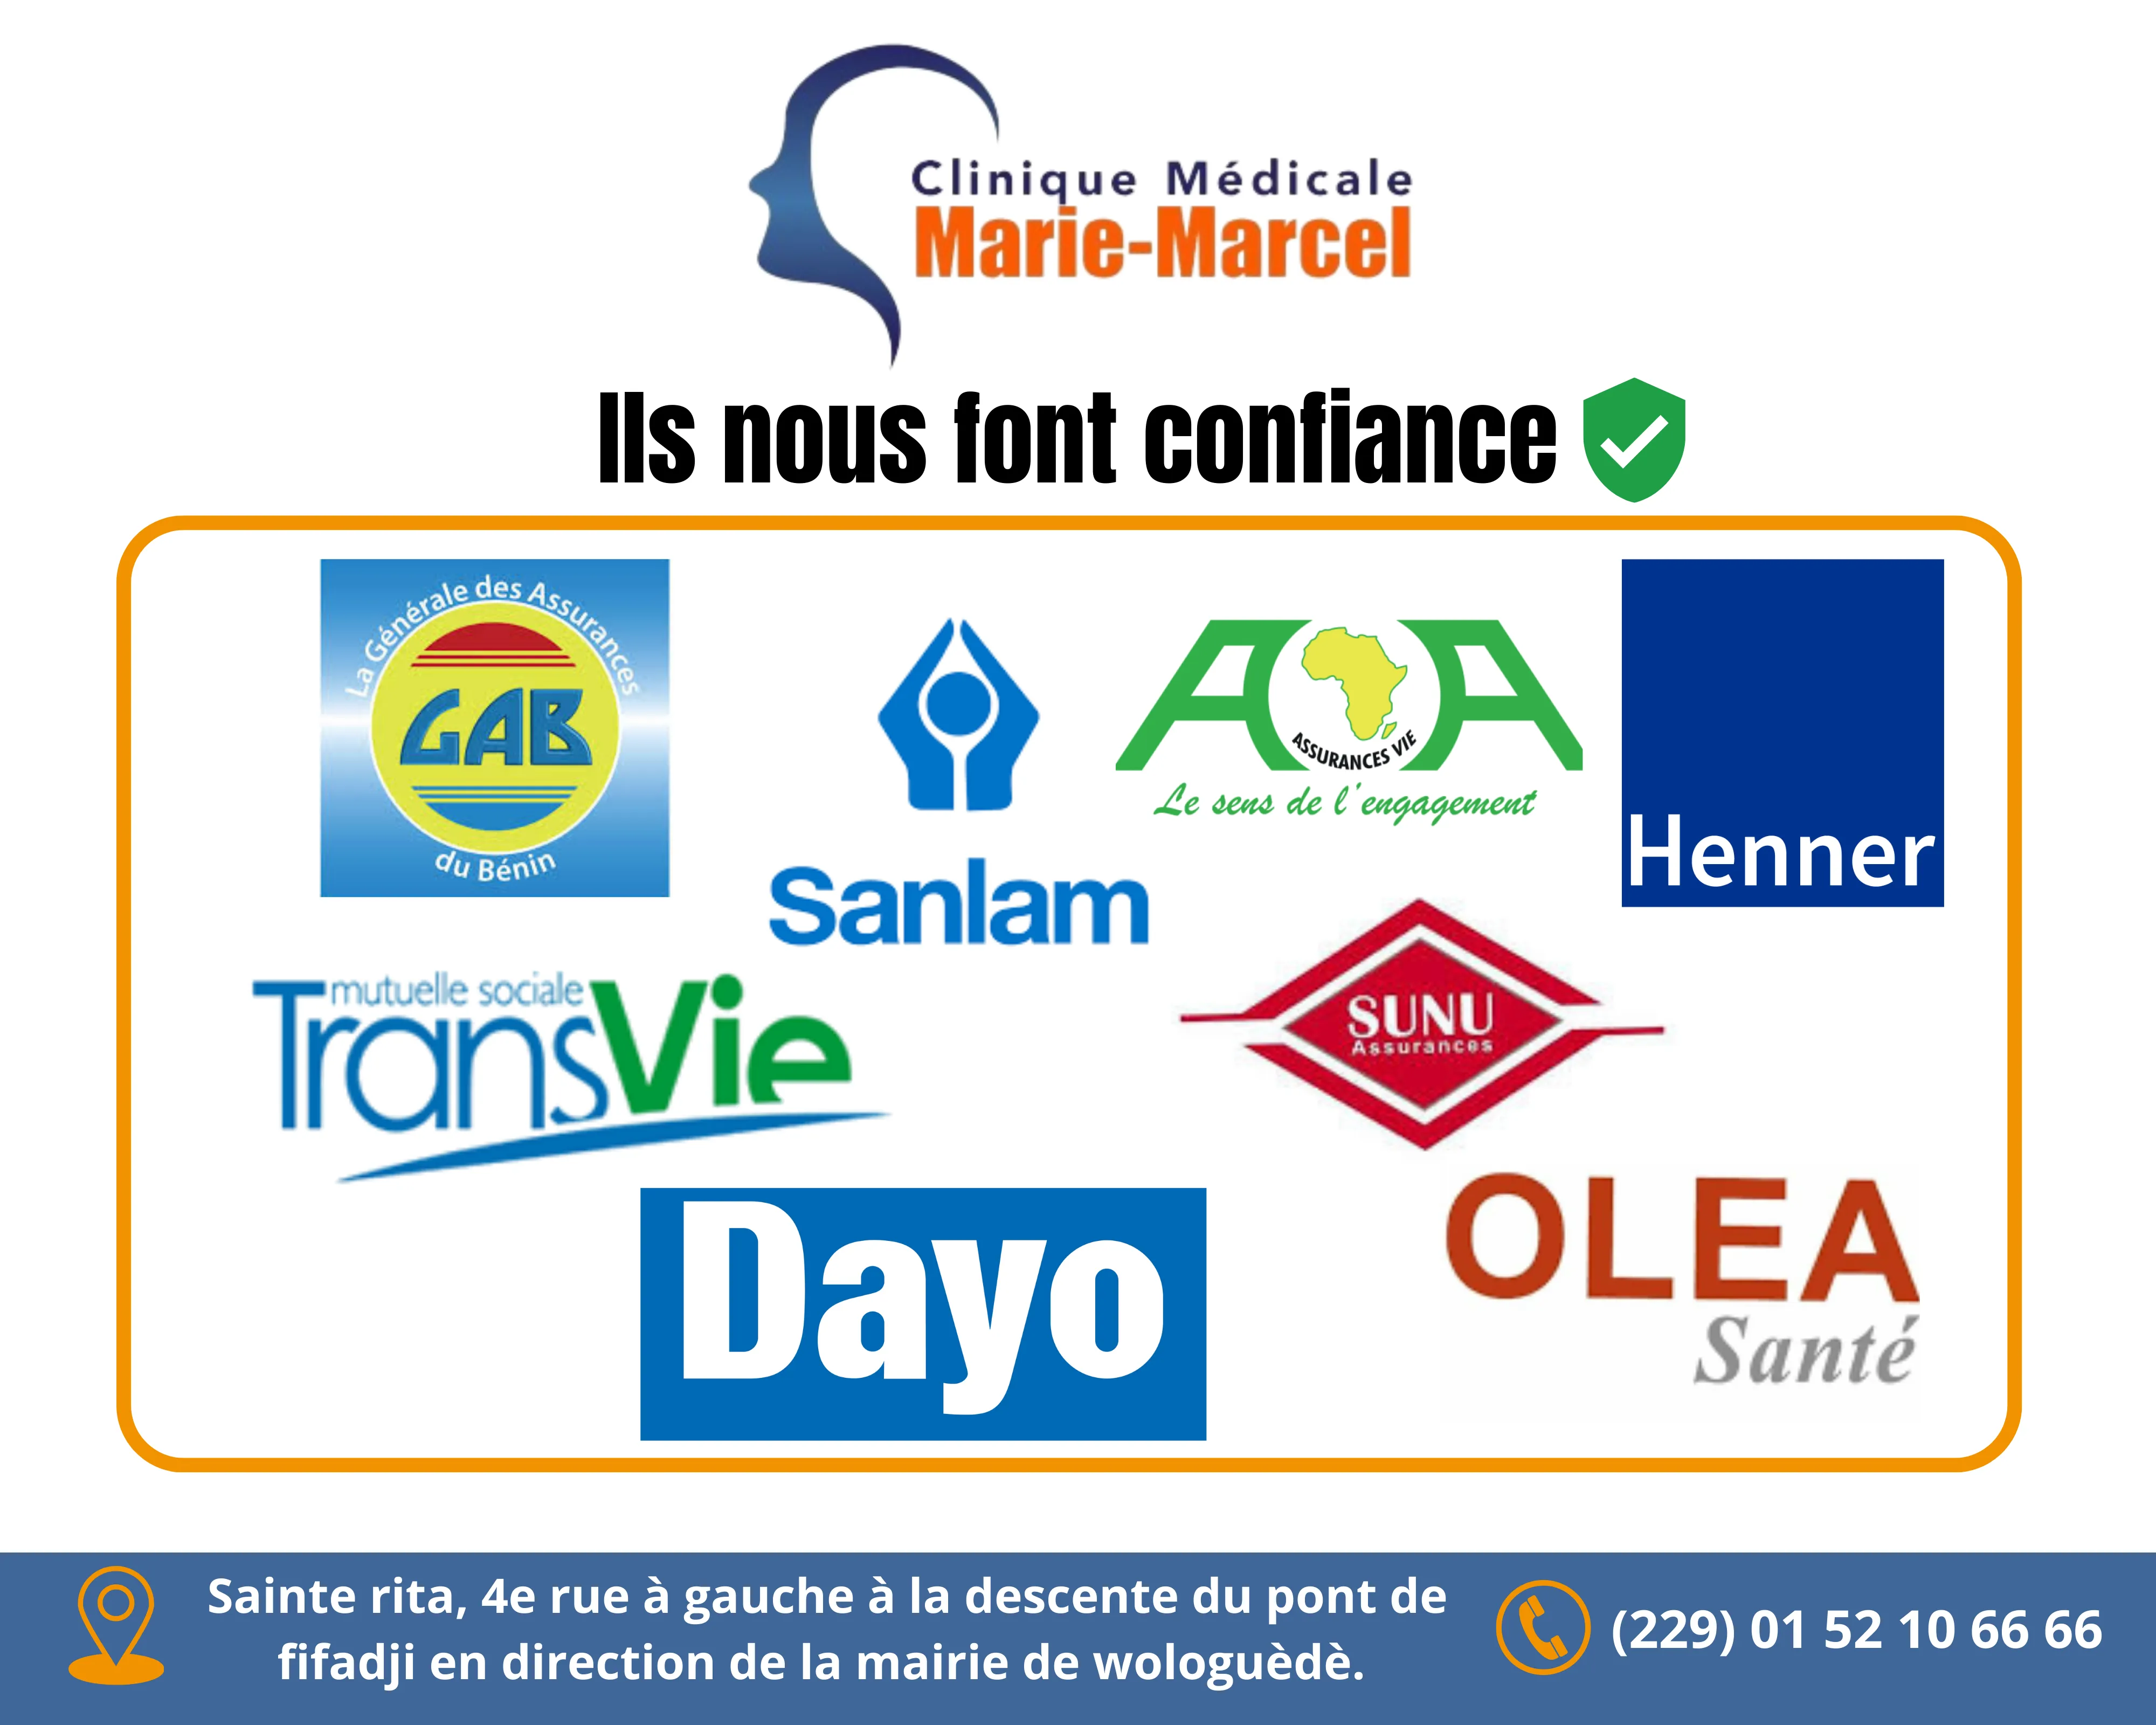 Clinique Médicale
Marie-Marcel
Ils nous font confiance
La Générale des Assurances
GAB
du Bénin
Sanlam
A A
ASSURANCES VIE
Le sens de l'engagement
Henner
mutuelle sociale
TransVie
SUNU
Assurances
Dayo
OLEA
Santé
Sainte rita, 4e rue à gauche à la descente du pont de
fifadji en direction de la mairie de wologuèdè.
(229) 01 52 10 66 66